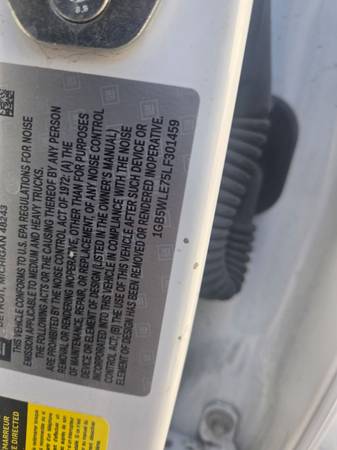 DETROIT, MICHIGAN 48243
THIS VEHICLE CONFORMS TO U.S. EPA REGULATIONS FOR NOISE
EMISSION APPLICABLE TO MEDIUM AND HEAVY TRUCKS.
THE FOLLOWING ACTS OR THE CAUSING THEREOF BY ANY PERSON
ARE PROHIBITED BY THE NOISE CONTROL ACT OF 1972: (A) THE
REMOVAL OR RENDERING INOPERATIVE, OTHER THAN FOR PURPOSES
OF MAINTENANCE, REPAIR, OR REPLACEMENT, OF ANY NOISE CONTROL
DEVICE OR ELEMENT OF DESIGN (LISTED IN THE OWNER'S MANUAL)
INCORPORATED INTO THIS VEHICLE IN COMPLIANCE WITH THE NOISE
CONTROL ACT; (B) THE USE OF THIS VEHICLE AFTER SUCH DEVICE OR
ELEMENT OF DESIGN HAS BEEN REMOVED OR RENDERED INOPERATIVE.
1GB5WLE75LF301459
DIRECTED